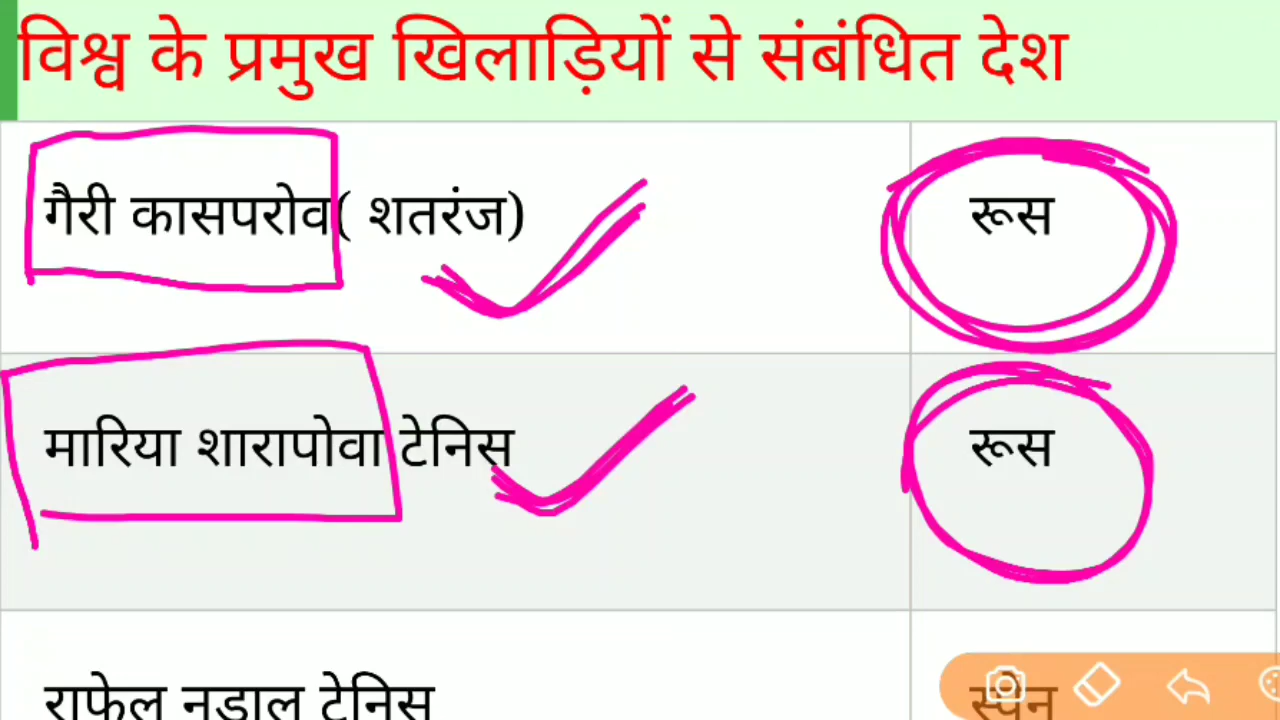 विश्व के प्रमुख खिलाड़ियों से संबंधित देश
गैरी कासपरोव( शतरंज) रूस
मारिया शारापोवा टेनिस रूस
राफेल नडाल टेनिस स्पेन